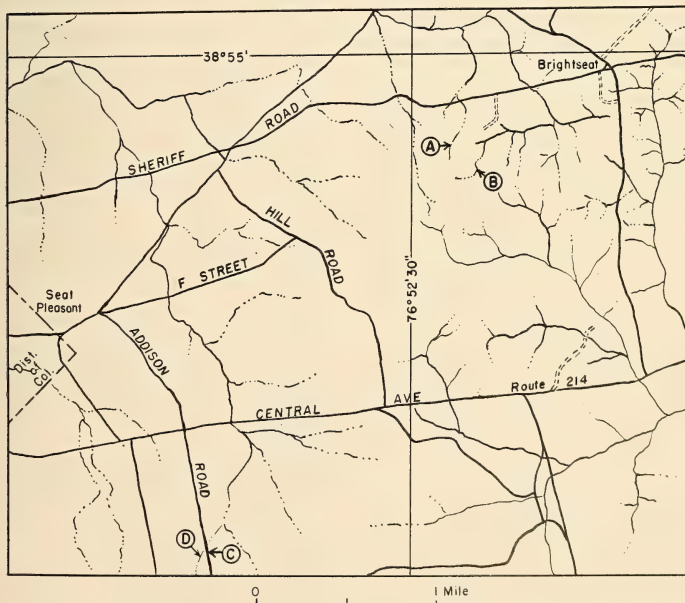 38°55'
Brightseat
SHERIFF ROAD
A
B
HILL ROAD
76°52'30"
F STREET
Seat
Pleasant
ADDISON ROAD
Dist.
of
Col.
CENTRAL AVE Route 214
D
C
0 1 Mile